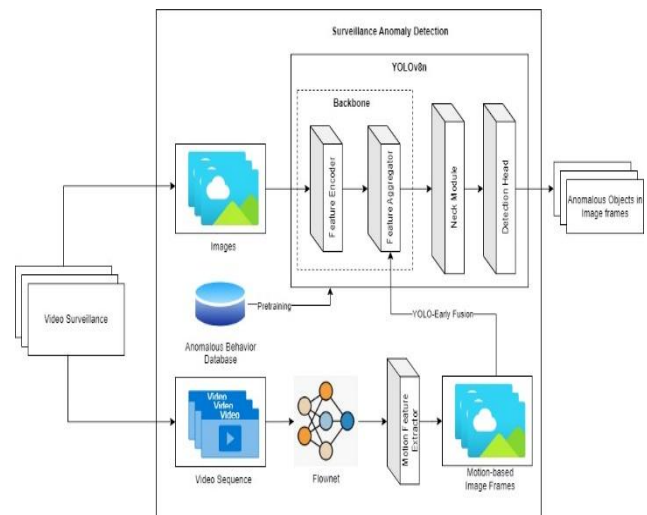 Surveillance Anomaly Detection
YOLOv8n
Backbone
Feature Encoder
Feature Aggregator
Neck Module
Detection Head
Images
Anomalous Objects in
Image frames
Video Surveillance
Pretraining
YOLO-Early Fusion
Anomalous Behavior
Database
Video
Video
Video
Video Sequence
Flownet
Motion Feature
Extractor
Motion-based
Image Frames